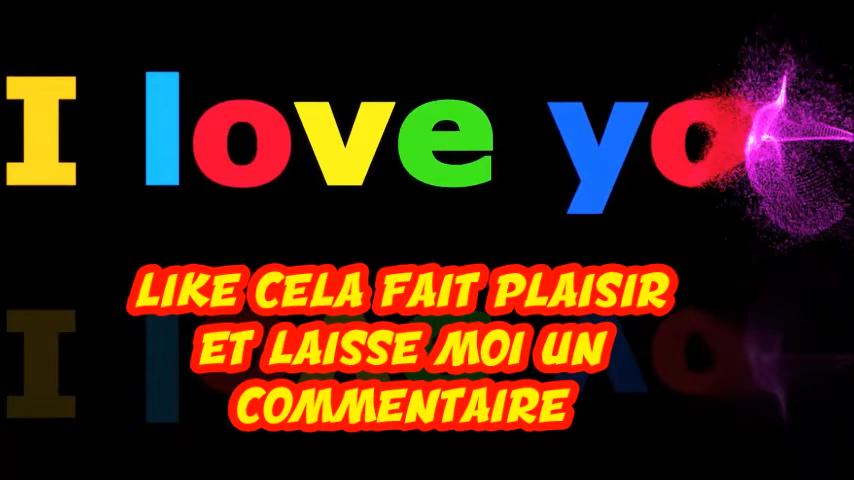 I love yo
LIKE CELA FAIT PLAISIR
ET LAISSE MOI UN
COMMENTAIRE